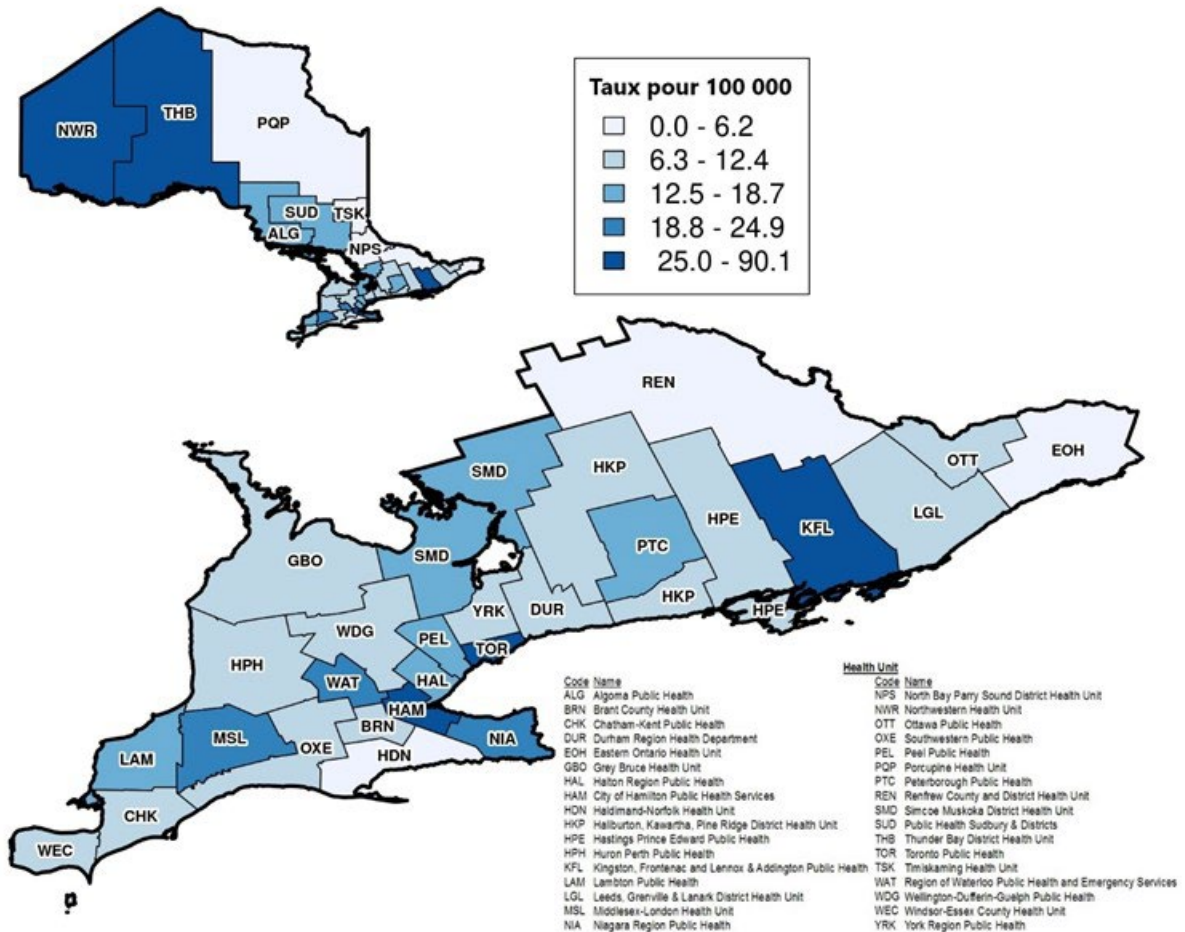 Taux pour 100 000
0.0 - 6.2
6.3 - 12.4
12.5 - 18.7
18.8 - 24.9
25.0 - 90.1
NWR
THB
PQP
SUD
TSK
ALG
NPS
REN
SMD
HKP
OTT
EOH
HPE
KFL
LGL
PTC
GBO
SMD
YRK
DUR
HKP
HPE
WDG
PEL
TOR
HPH
WAT
HAL
HAM
BRN
MSL
OXE
NIA
LAM
HDN
CHK
WEC
Health Unit
Code Name
ALG Algoma Public Health
BRN Brant County Health Unit
CHK Chatham-Kent Public Health
DUR Durham Region Health Department
EOH Eastern Ontario Health Unit
GBO Grey Bruce Health Unit
HAL Halton Region Public Health
HAM City of Hamilton Public Health Services
HDN Haldimand-Norfolk Health Unit
HKP Haliburton, Kawartha, Pine Ridge District Health Unit
HPE Hastings Prince Edward Public Health
HPH Huron Perth Public Health
KFL Kingston, Frontenac and Lennox & Addington Public Health
LAM Lambton Public Health
LGL Leeds, Grenville & Lanark District Health Unit
MSL Middlesex-London Health Unit
NIA Niagara Region Public Health
Code Name
NPS North Bay Parry Sound District Health Unit
NWR Northwestern Health Unit
OTT Ottawa Public Health
OXE Southwestern Public Health
PEL Peel Public Health
PQP Porcupine Health Unit
PTC Peterborough Public Health
REN Renfrew County and District Health Unit
SMD Simcoe Muskoka District Health Unit
SUD Public Health Sudbury & Districts
THB Thunder Bay District Health Unit
TOR Toronto Public Health
TSK Timiskaming Health Unit
WAT Region of Waterloo Public Health and Emergency Services
WDG Wellington-Dufferin-Guelph Public Health
WEC Windsor-Essex County Health Unit
YRK York Region Public Health